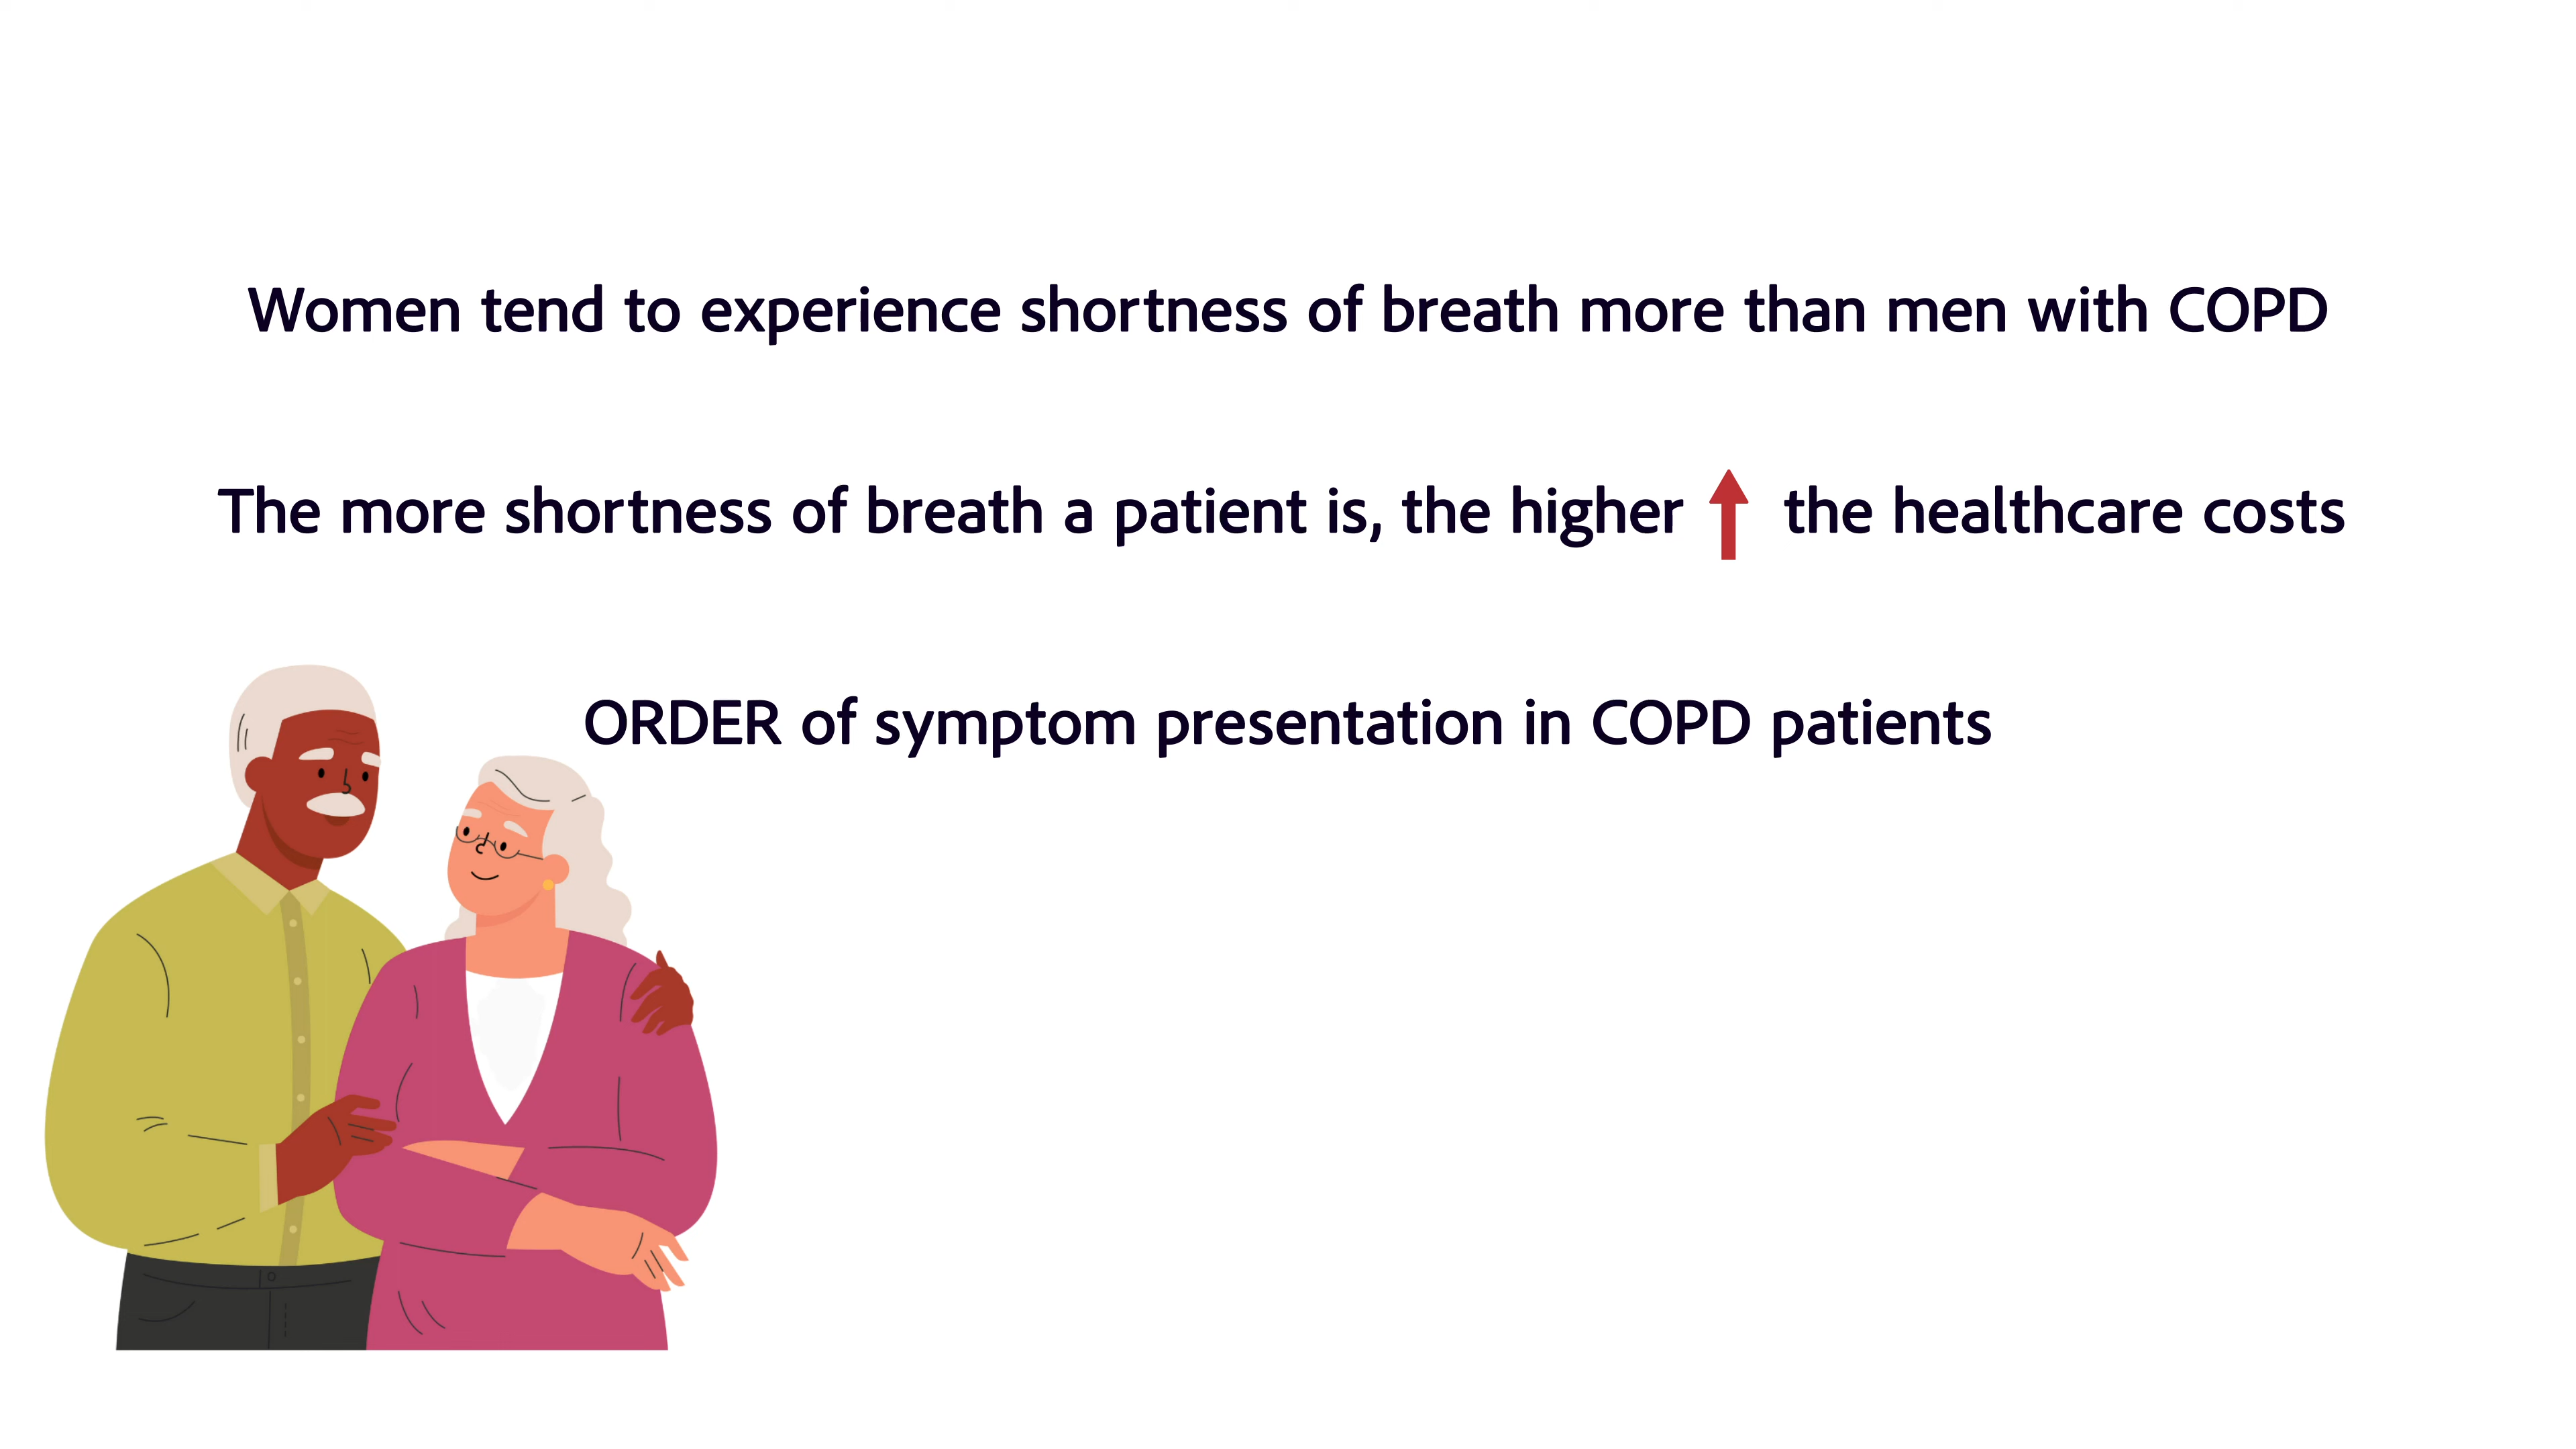 Women tend to experience shortness of breath more than men with COPD
The more shortness of breath a patient is, the higher the healthcare costs
ORDER of symptom presentation in COPD patients